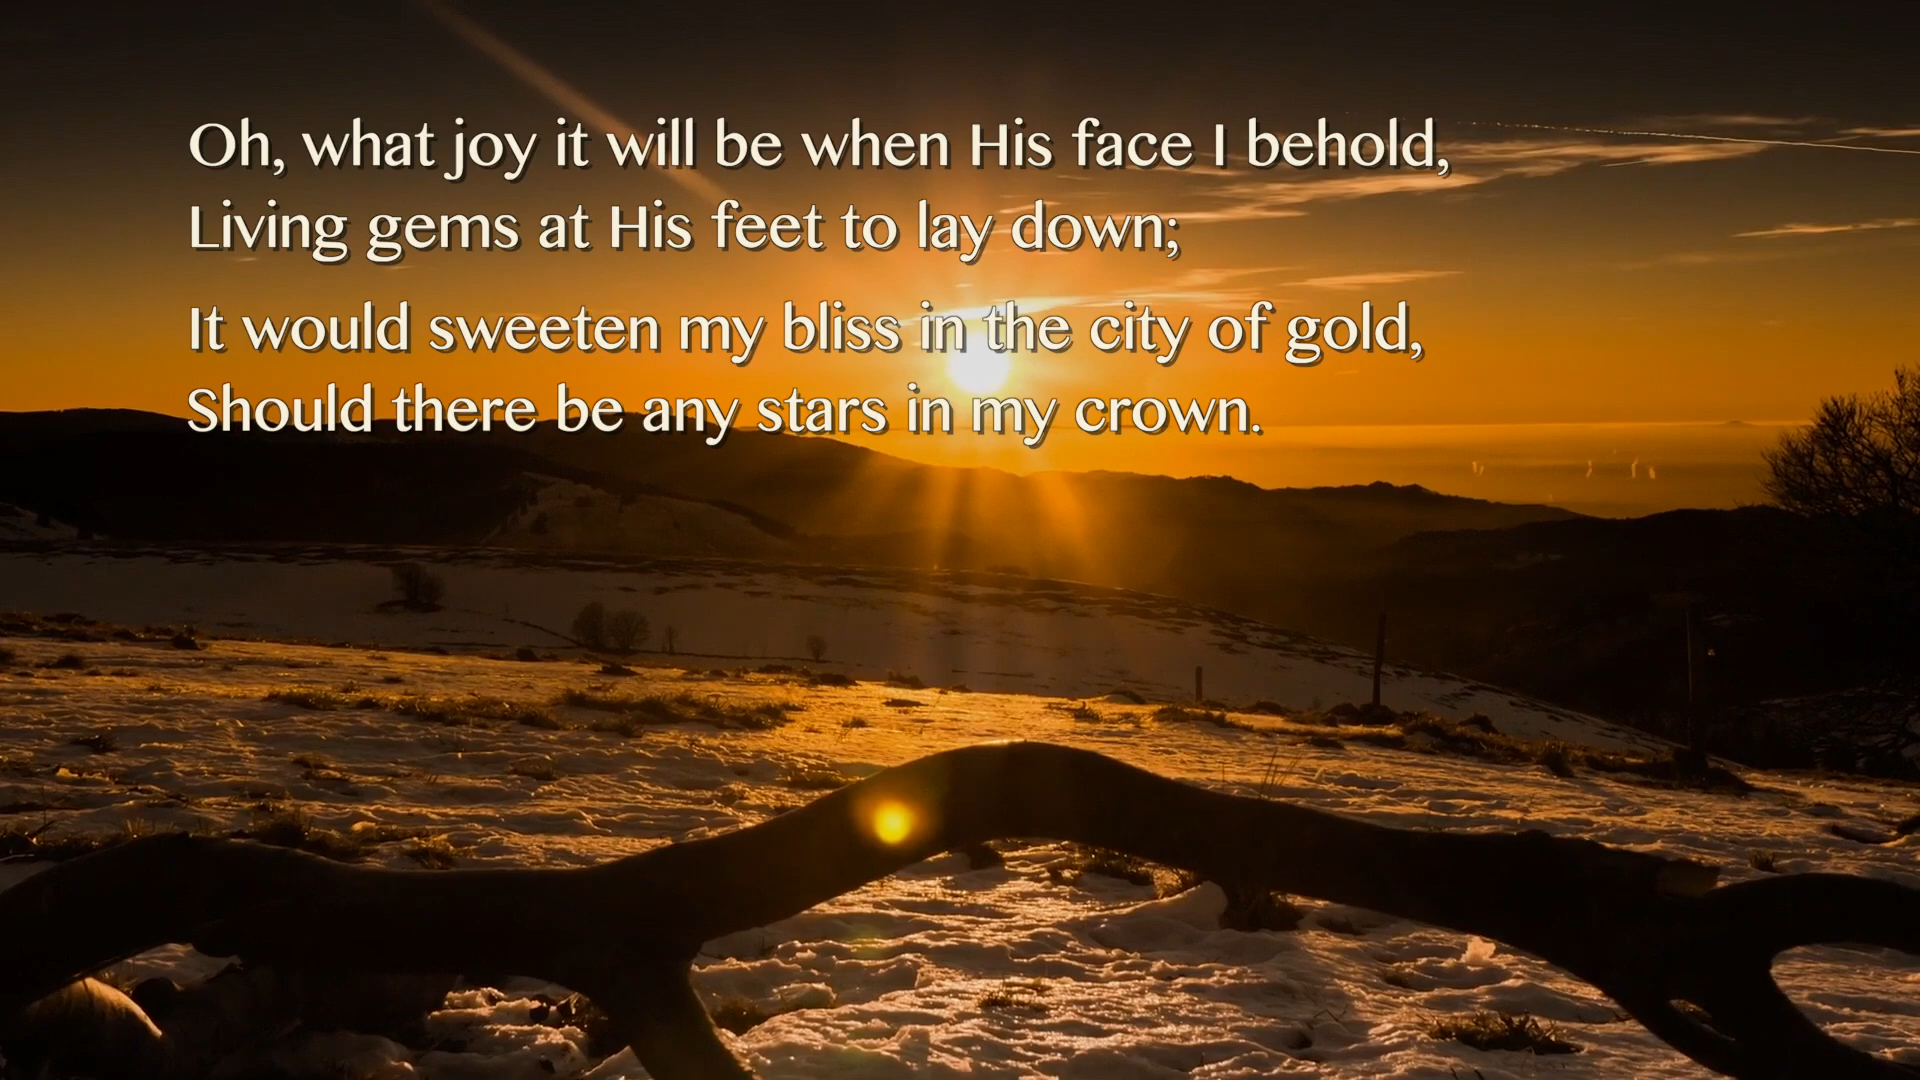 Oh, what joy it will be when His face I behold,
Living gems at His feet to lay down;
It would sweeten my bliss in the city of gold,
Should there be any stars in my crown.